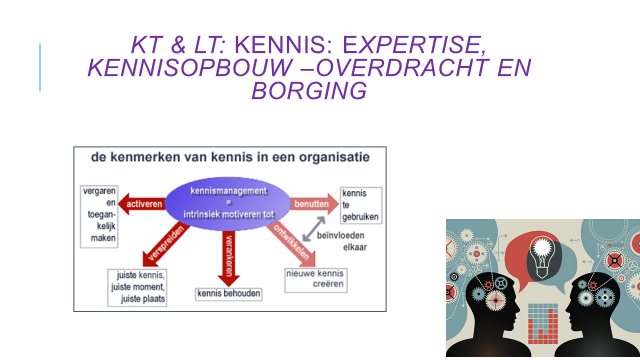 KT & LT: KENNIS: EXPERTISE,
KENNISOPBOUW –OVERDRACHT EN
BORGING
de kenmerken van kennis in een organisatie
kennismanagement
=
intrinsiek motiveren tot
vergaren
en
toegan-
kelijk
maken
activeren
benutten
kennis
te
gebruiken
verspreiden
verankeren
ontwikkelen
beïnvloeden
elkaar
juiste kennis,
juiste moment,
juiste plaats
kennis behouden
nieuwe kennis
creëren